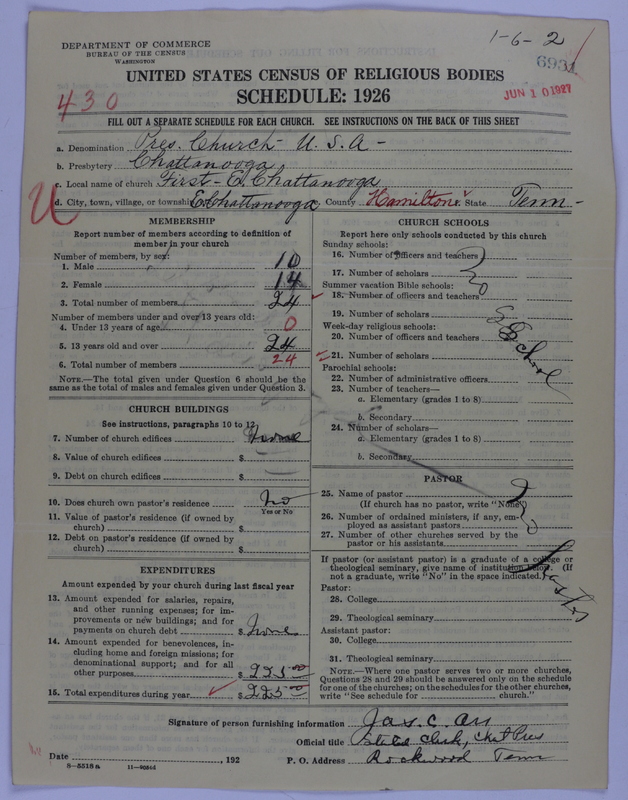 DEPARTMENT OF COMMERCE
BUREAU OF THE CENSUS
WASHINGTON
1-6-2
6931
JUN 10 1927
430
UNITED STATES CENSUS OF RELIGIOUS BODIES
SCHEDULE: 1926
FILL OUT A SEPARATE SCHEDULE FOR EACH CHURCH. SEE INSTRUCTIONS ON THE BACK OF THIS SHEET
a. Denomination Pres. Church - U. S. A -
b. Presbytery Chattanooga
c. Local name of church First - E. Chattanooga
U
d. City, town, village, or township E. Chattanooga County Hamilton State Tenn -
MEMBERSHIP
Report number of members according to definition of
member in your church
Number of members, by sex:
1. Male 10
2. Female 14
3. Total number of members 24
Number of members under and over 13 years old:
4. Under 13 years of age 0
5. 13 years old and over 24
6. Total number of members 24
NOTE.—The total given under Question 6 should be the
same as the total of males and females given under Question 3.
CHURCH BUILDINGS
See instructions, paragraphs 10 to 12
7. Number of church edifices
8. Value of church edifices $
9. Debt on church edifices $
10. Does church own pastor's residence No
Yes or No
11. Value of pastor's residence (if owned by
church) $
12. Debt on pastor's residence (if owned by
church) $
EXPENDITURES
Amount expended by your church during last fiscal year
13. Amount expended for salaries, repairs,
and other running expenses; for im-
provements or new buildings; and for
payments on church debt $ None
14. Amount expended for benevolences, in-
cluding home and foreign missions; for
denominational support; and for all
other purposes $ 225.00
15. Total expenditures during year $ 225.00
CHURCH SCHOOLS
Report here only schools conducted by this church
Sunday schools:
16. Number of officers and teachers
17. Number of scholars
Summer vacation Bible schools:
18. Number of officers and teachers
19. Number of scholars
Week-day religious schools:
20. Number of officers and teachers
21. Number of scholars
Parochial schools:
22. Number of administrative officers
23. Number of teachers—
a. Elementary (grades 1 to 8)
b. Secondary
24. Number of scholars—
a. Elementary (grades 1 to 8)
b. Secondary
No S School
PASTOR
25. Name of pastor
(If church has no pastor, write "None")
26. Number of ordained ministers, if any, em-
ployed as assistant pastors
27. Number of other churches served by the
pastor or his assistants
If pastor (or assistant pastor) is a graduate of a college or
theological seminary, give name of institution below. (If
not a graduate, write "No" in the space indicated.)
Pastor:
28. College
29. Theological seminary
Assistant pastor:
30. College
31. Theological seminary
No Pastor
NOTE.—Where one pastor serves two or more churches,
Questions 28 and 29 should be answered only on the schedule
for one of the churches; on the schedules for the other churches,
write "See schedule for church."
Signature of person furnishing information Jas. C. Orr
Official title Stated Clerk, Chat Pres
Date , 192
P. O. Address Rockwood Tenn
8-5518a